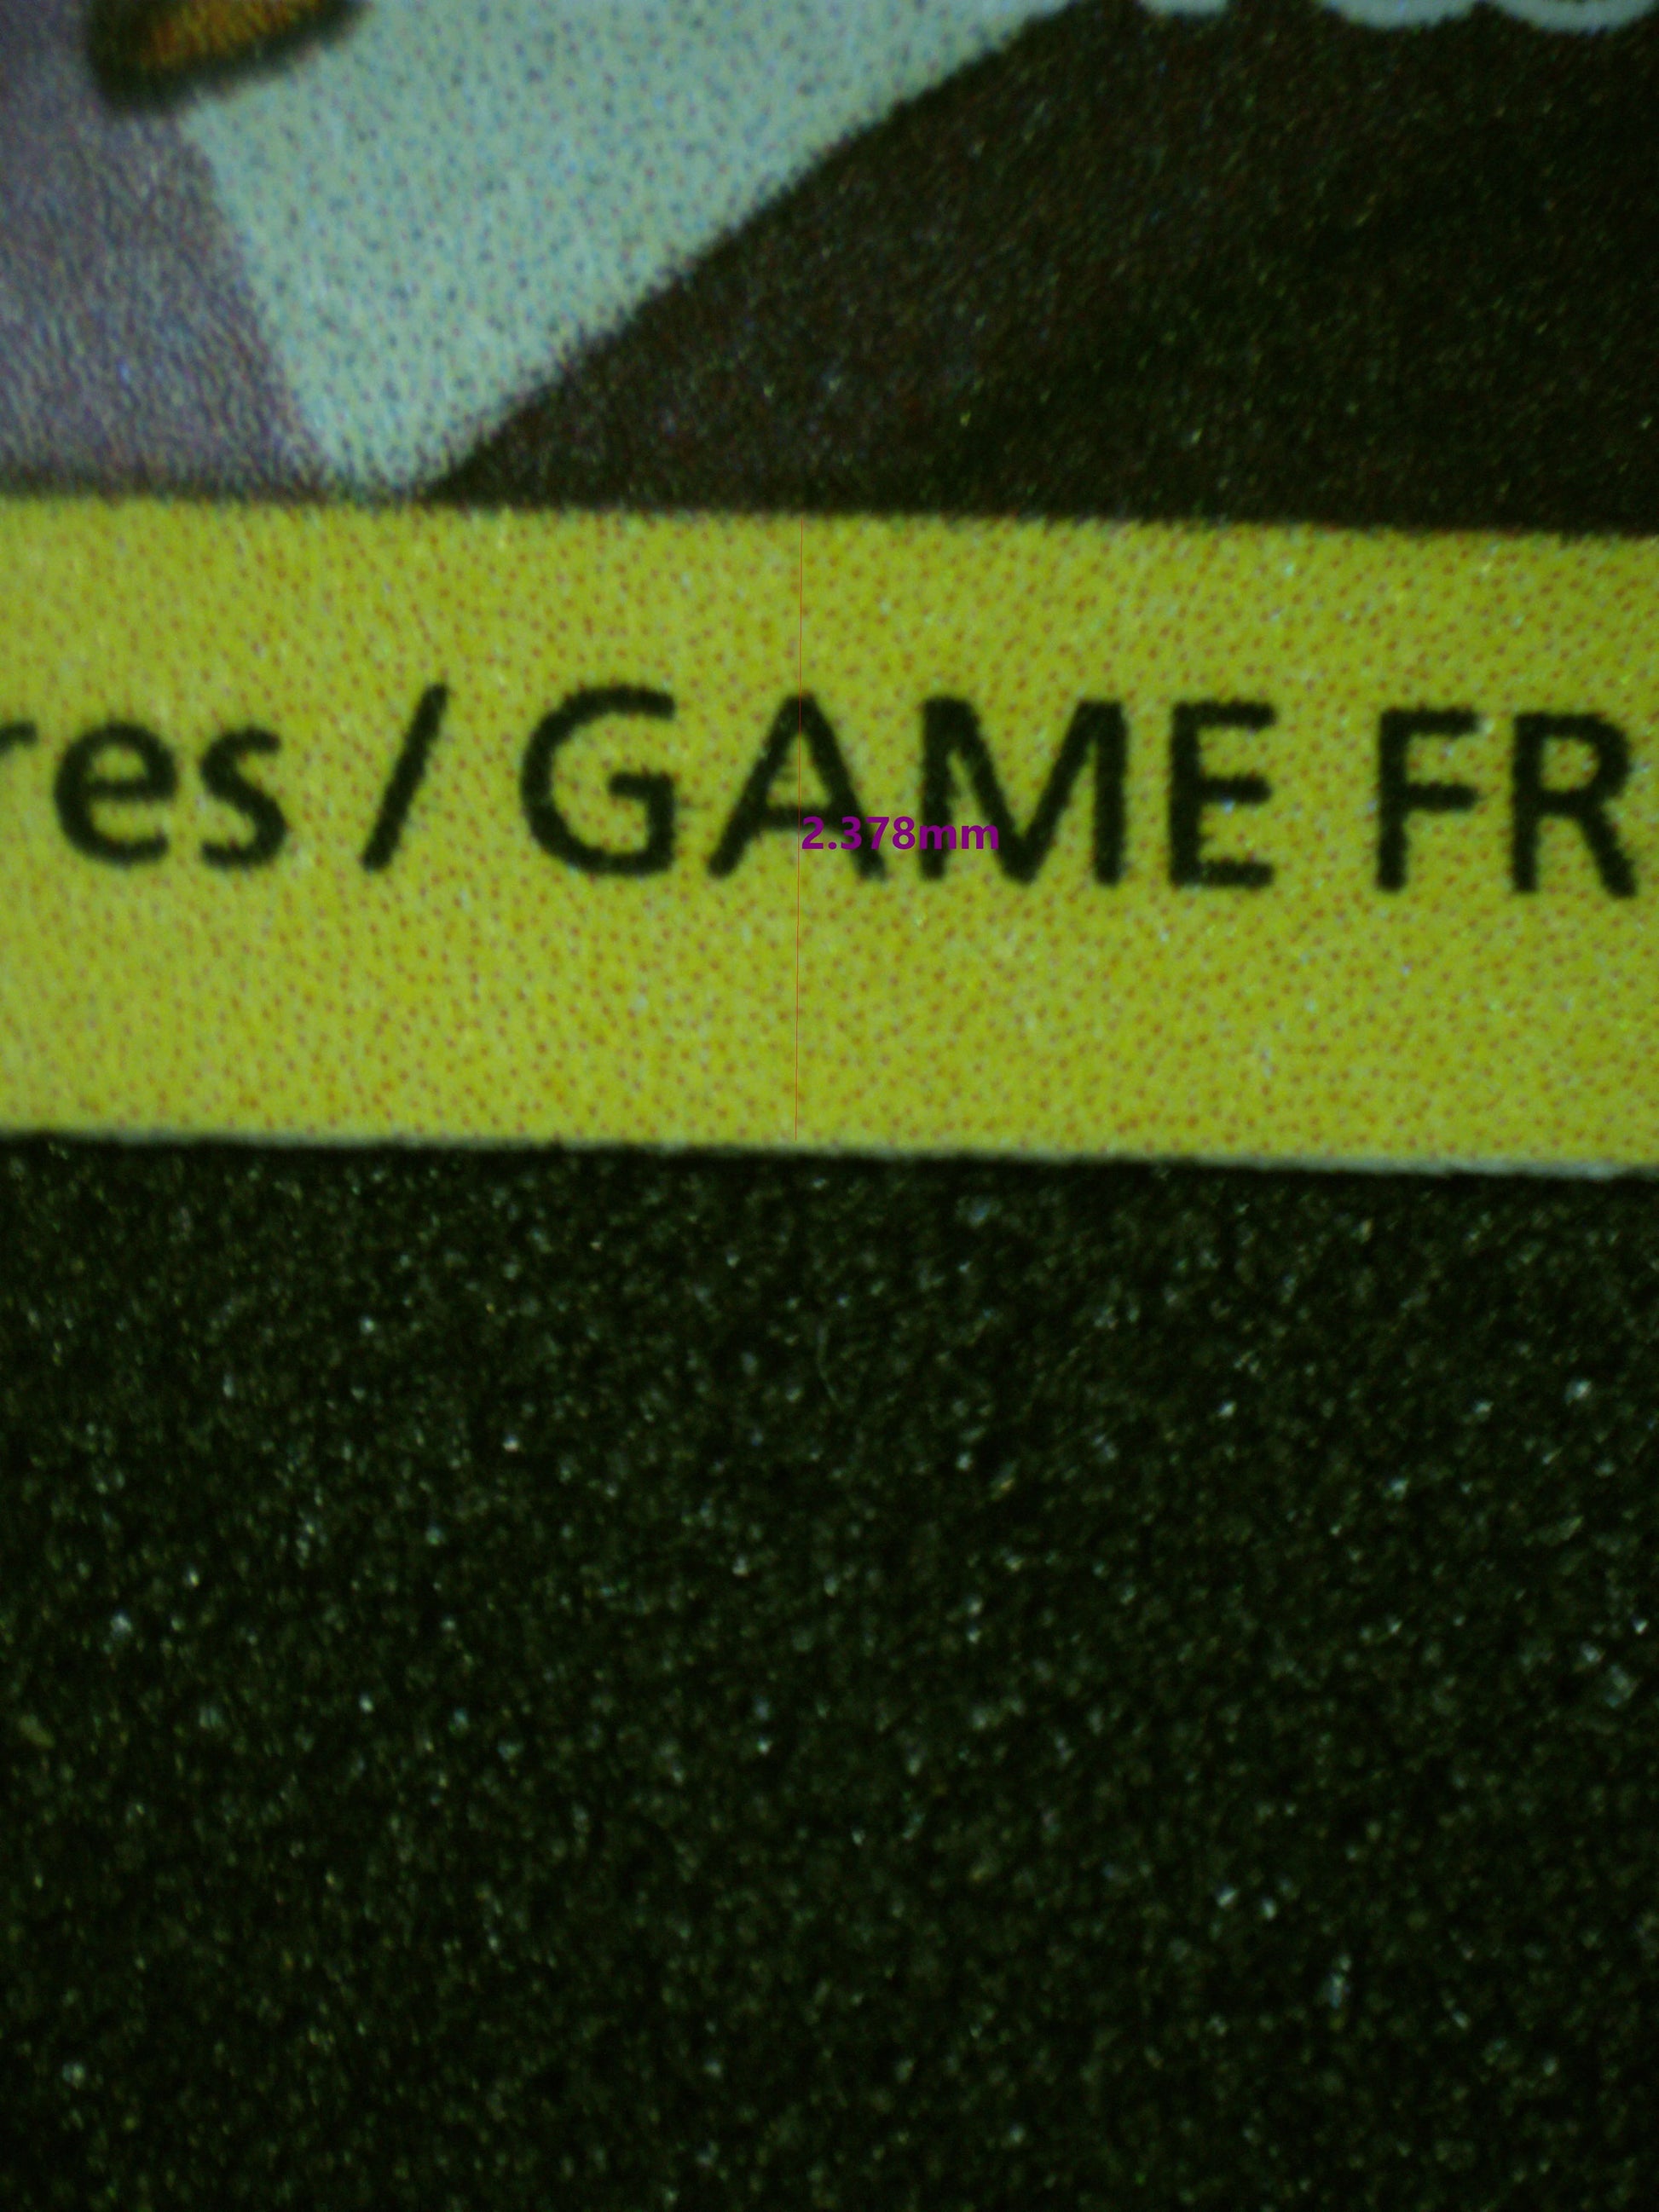 res / GAME FR
2.378mm